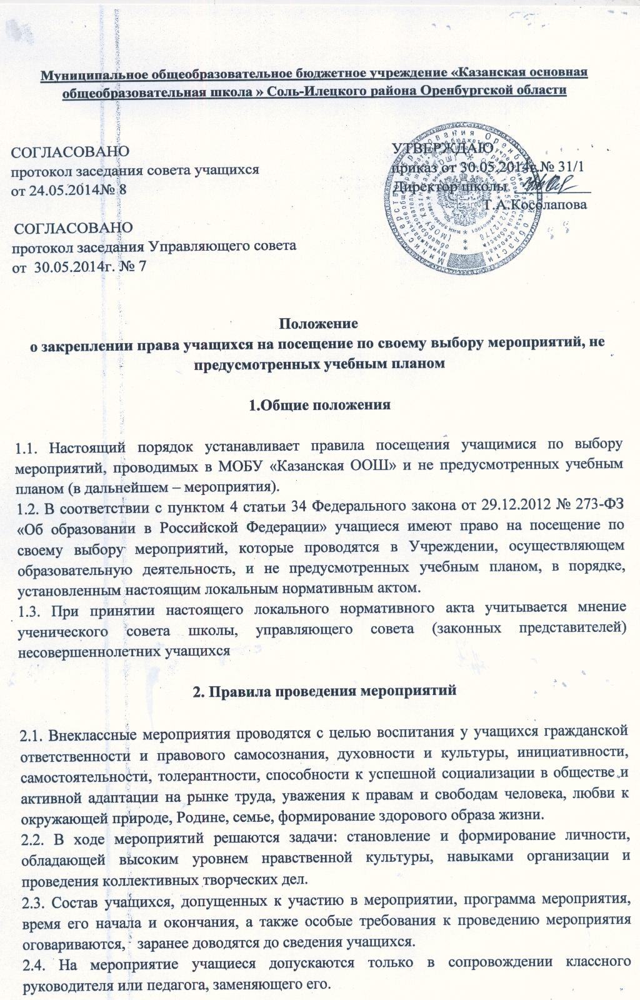 Муниципальное общеобразовательное бюджетное учреждение «Казанская основная
общеобразовательная школа » Соль-Илецкого района Оренбургской области
СОГЛАСОВАНО
протокол заседания совета учащихся
от 24.05.2014№ 8
СОГЛАСОВАНО
протокол заседания Управляющего совета
от 30.05.2014г. № 7
УТВЕРЖДАЮ
приказ от 30.05.2014г.№ 31/1
Директор школы
Т.А.Косолапова
Положение
о закреплении права учащихся на посещение по своему выбору мероприятий, не
предусмотренных учебным планом
1.Общие положения
1.1. Настоящий порядок устанавливает правила посещения учащимися по выбору
мероприятий, проводимых в МОБУ «Казанская ООШ» и не предусмотренных учебным
планом (в дальнейшем – мероприятия).
1.2. В соответствии с пунктом 4 статьи 34 Федерального закона от 29.12.2012 № 273-ФЗ
«Об образовании в Российской Федерации» учащиеся имеют право на посещение по
своему выбору мероприятий, которые проводятся в Учреждении, осуществляющем
образовательную деятельность, и не предусмотренных учебным планом, в порядке,
установленным настоящим локальным нормативным актом.
1.3. При принятии настоящего локального нормативного акта учитывается мнение
ученического совета школы, управляющего совета (законных представителей)
несовершеннолетних учащихся
2. Правила проведения мероприятий
2.1. Внеклассные мероприятия проводятся с целью воспитания у учащихся гражданской
ответственности и правового самосознания, духовности и культуры, инициативности,
самостоятельности, толерантности, способности к успешной социализации в обществе и
активной адаптации на рынке труда, уважения к правам и свободам человека, любви к
окружающей природе, Родине, семье, формирование здорового образа жизни.
2.2. В ходе мероприятий решаются задачи: становление и формирование личности,
обладающей высоким уровнем нравственной культуры, навыками организации и
проведения коллективных творческих дел.
2.3. Состав учащихся, допущенных к участию в мероприятии, программа мероприятия,
время его начала и окончания, а также особые требования к проведению мероприятия
оговариваются, заранее доводятся до сведения учащихся.
2.4. На мероприятие учащиеся допускаются только в сопровождении классного
руководителя или педагога, заменяющего его.